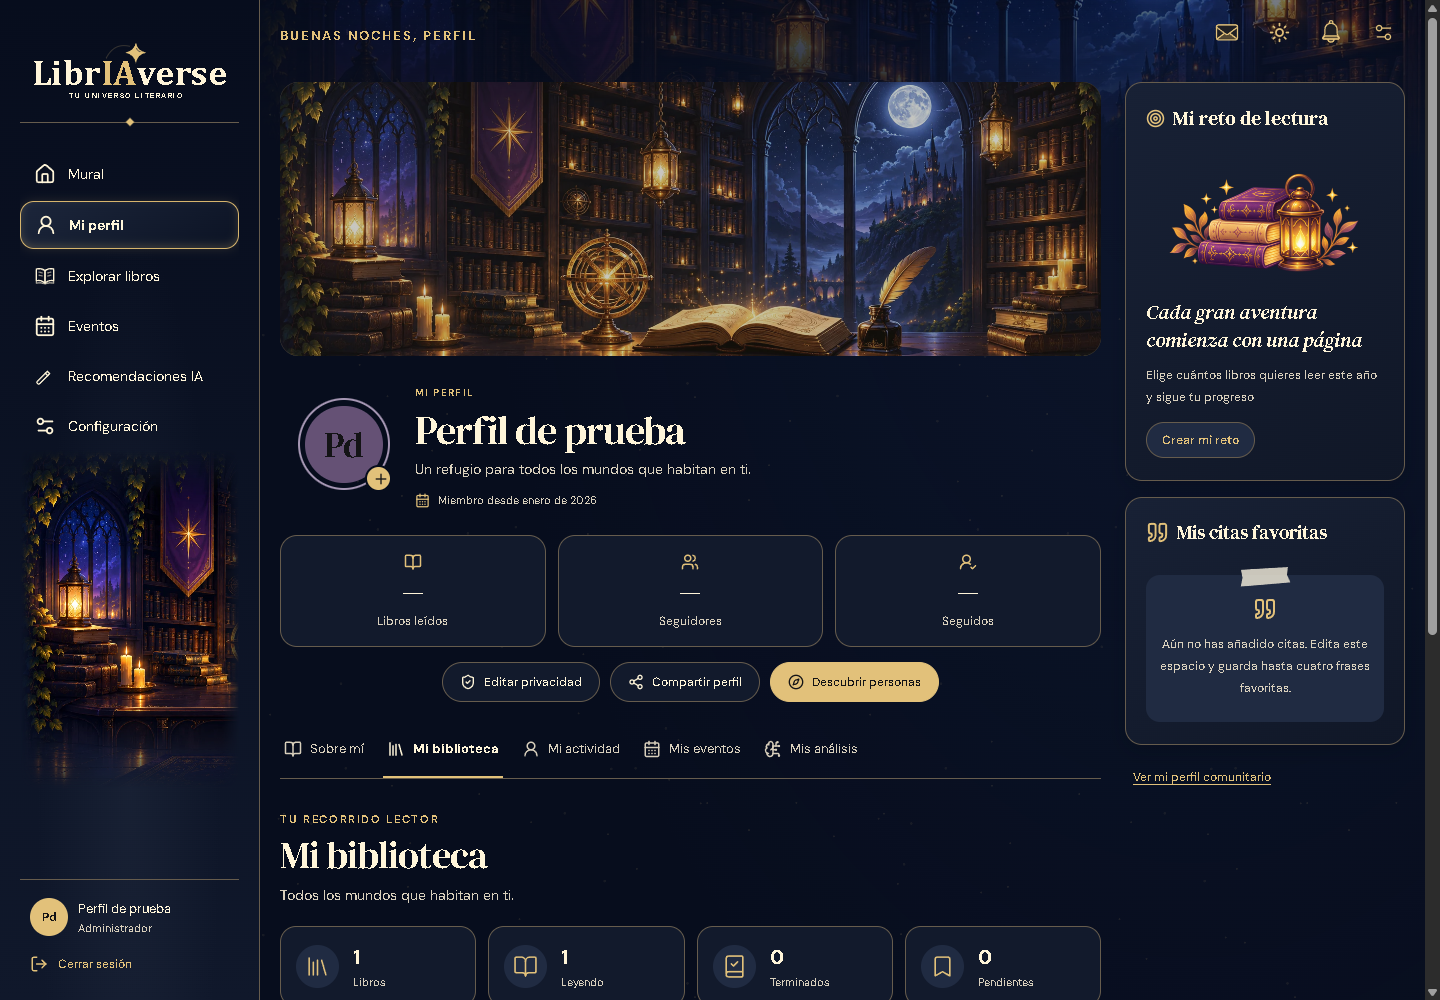 LibrIAverse
TU UNIVERSO LITERARIO
Mural
Mi perfil
Explorar libros
Eventos
Recomendaciones IA
Configuración
Pd
Perfil de prueba
Administrador
Cerrar sesión
BUENAS NOCHES, PERFIL
MI PERFIL
Pd
Perfil de prueba
Un refugio para todos los mundos que habitan en ti.
Miembro desde enero de 2026
—
Libros leídos
—
Seguidores
—
Seguidos
Editar privacidad
Compartir perfil
Descubrir personas
Sobre mí
Mi biblioteca
Mi actividad
Mis eventos
Mis análisis
TU RECORRIDO LECTOR
Mi biblioteca
Todos los mundos que habitan en ti.
1
Libros
1
Leyendo
0
Terminados
0
Pendientes
Mi reto de lectura
Cada gran aventura
comienza con una página
Elige cuántos libros quieres leer este año
y sigue tu progreso
Crear mi reto
Mis citas favoritas
Aún no has añadido citas. Edita este
espacio y guarda hasta cuatro frases
favoritas.
Ver mi perfil comunitario